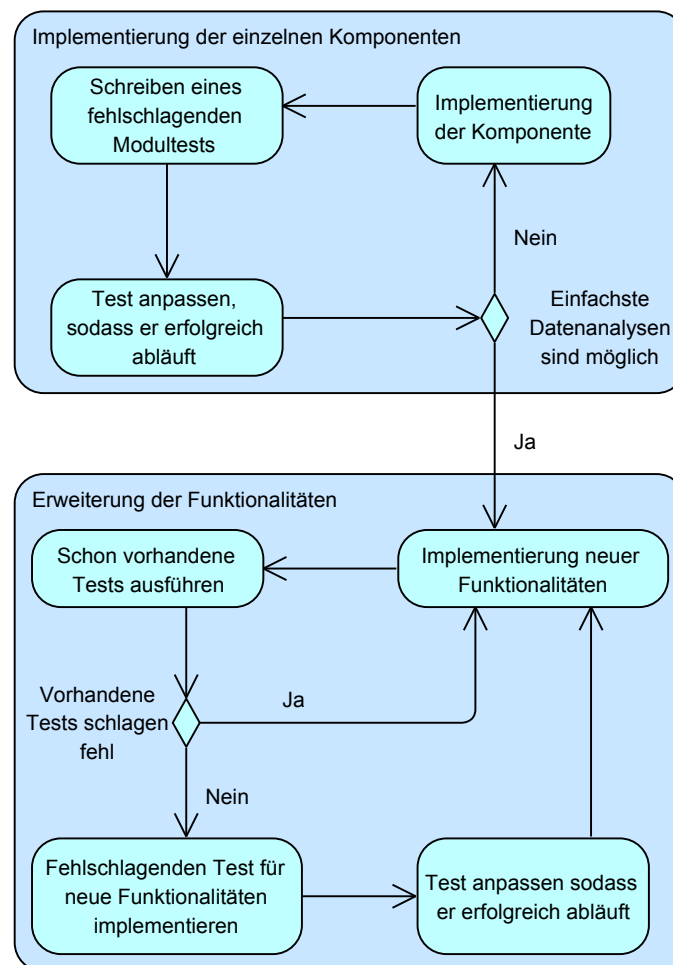 Implementierung der einzelnen Komponenten
Schreiben eines
fehlschlagenden
Modultests
Implementierung
der Komponente
Nein
Test anpassen,
sodass er erfolgreich
abläuft
Einfachste
Datenanalysen
sind möglich
Ja
Erweiterung der Funktionalitäten
Schon vorhandene
Tests ausführen
Implementierung neuer
Funktionalitäten
Vorhandene
Tests schlagen
fehl
Ja
Nein
Fehlschlagenden Test für
neue Funktionalitäten
implementieren
Test anpassen sodass
er erfolgreich abläuft